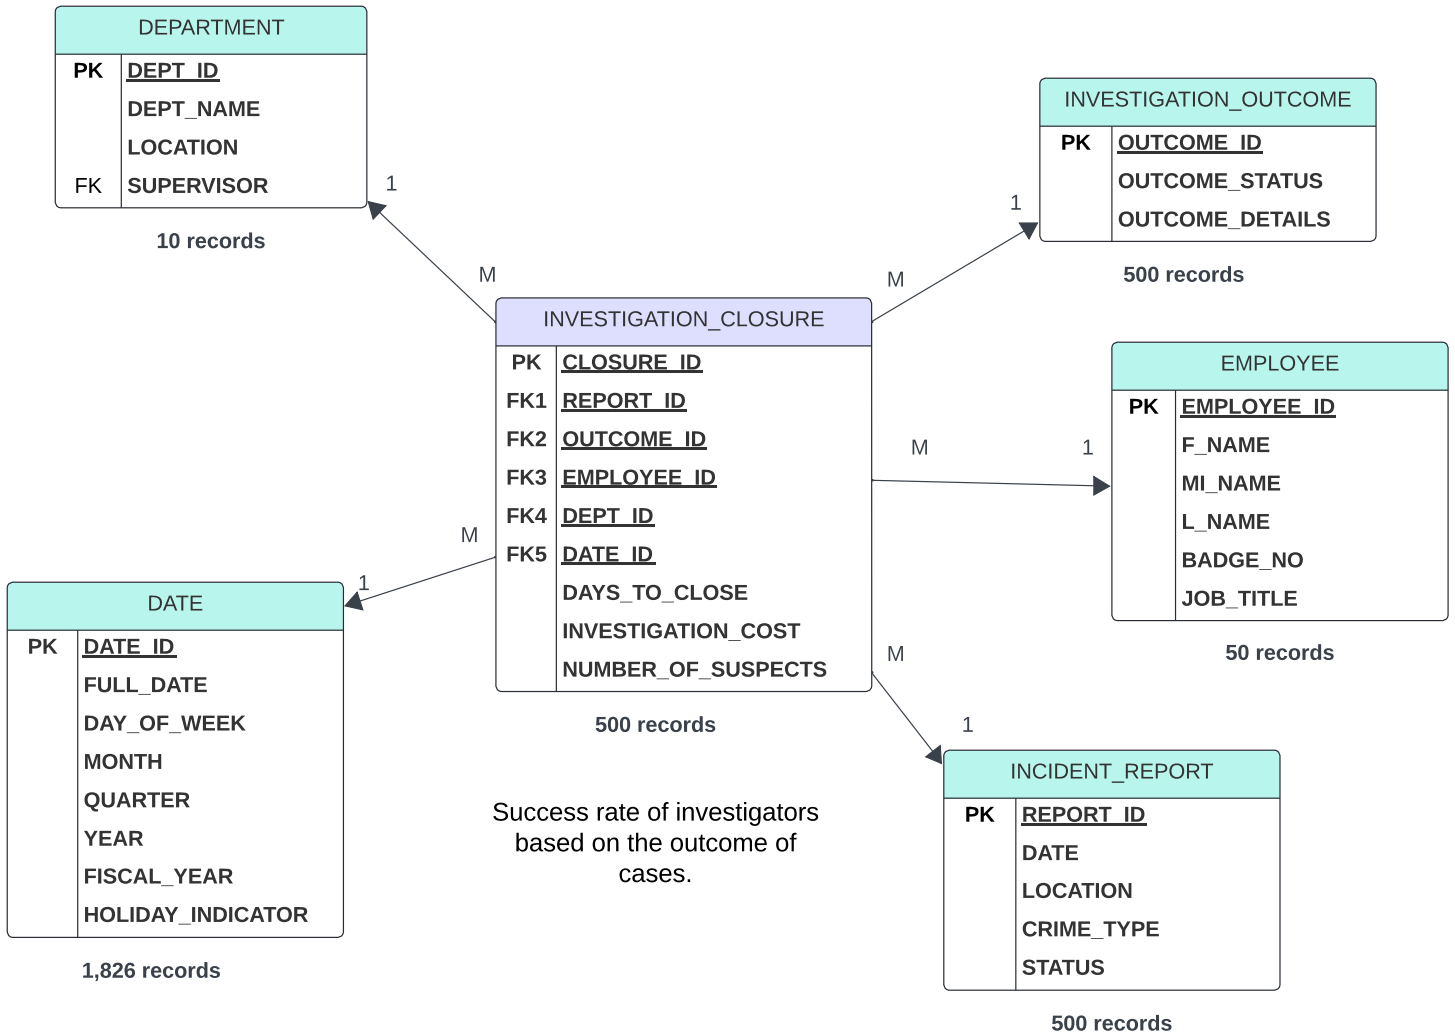 DEPARTMENT
PK DEPT_ID
DEPT_NAME
LOCATION
FK SUPERVISOR
10 records
1
M
INVESTIGATION_OUTCOME
PK OUTCOME_ID
OUTCOME_STATUS
OUTCOME_DETAILS
500 records
1
M
INVESTIGATION_CLOSURE
PK CLOSURE_ID
FK1 REPORT_ID
FK2 OUTCOME_ID
FK3 EMPLOYEE_ID
FK4 DEPT_ID
FK5 DATE_ID
DAYS_TO_CLOSE
INVESTIGATION_COST
NUMBER_OF_SUSPECTS
500 records
M
1
EMPLOYEE
PK EMPLOYEE_ID
F_NAME
MI_NAME
L_NAME
BADGE_NO
JOB_TITLE
50 records
M
1
DATE
PK DATE_ID
FULL_DATE
DAY_OF_WEEK
MONTH
QUARTER
YEAR
FISCAL_YEAR
HOLIDAY_INDICATOR
1,826 records
M
1
INCIDENT_REPORT
PK REPORT_ID
DATE
LOCATION
CRIME_TYPE
STATUS
500 records
Success rate of investigators
based on the outcome of
cases.